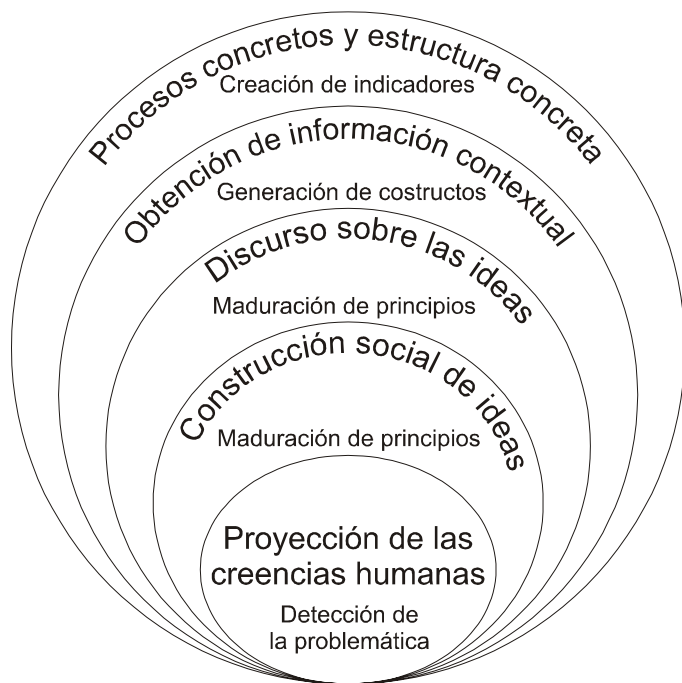 Procesos concretos y estructura concreta
Creación de indicadores
Obtención de información contextual
Generación de costructos
Discurso sobre las ideas
Maduración de principios
Construcción social de ideas
Maduración de principios
Proyección de las
creencias humanas
Detección de
la problemática